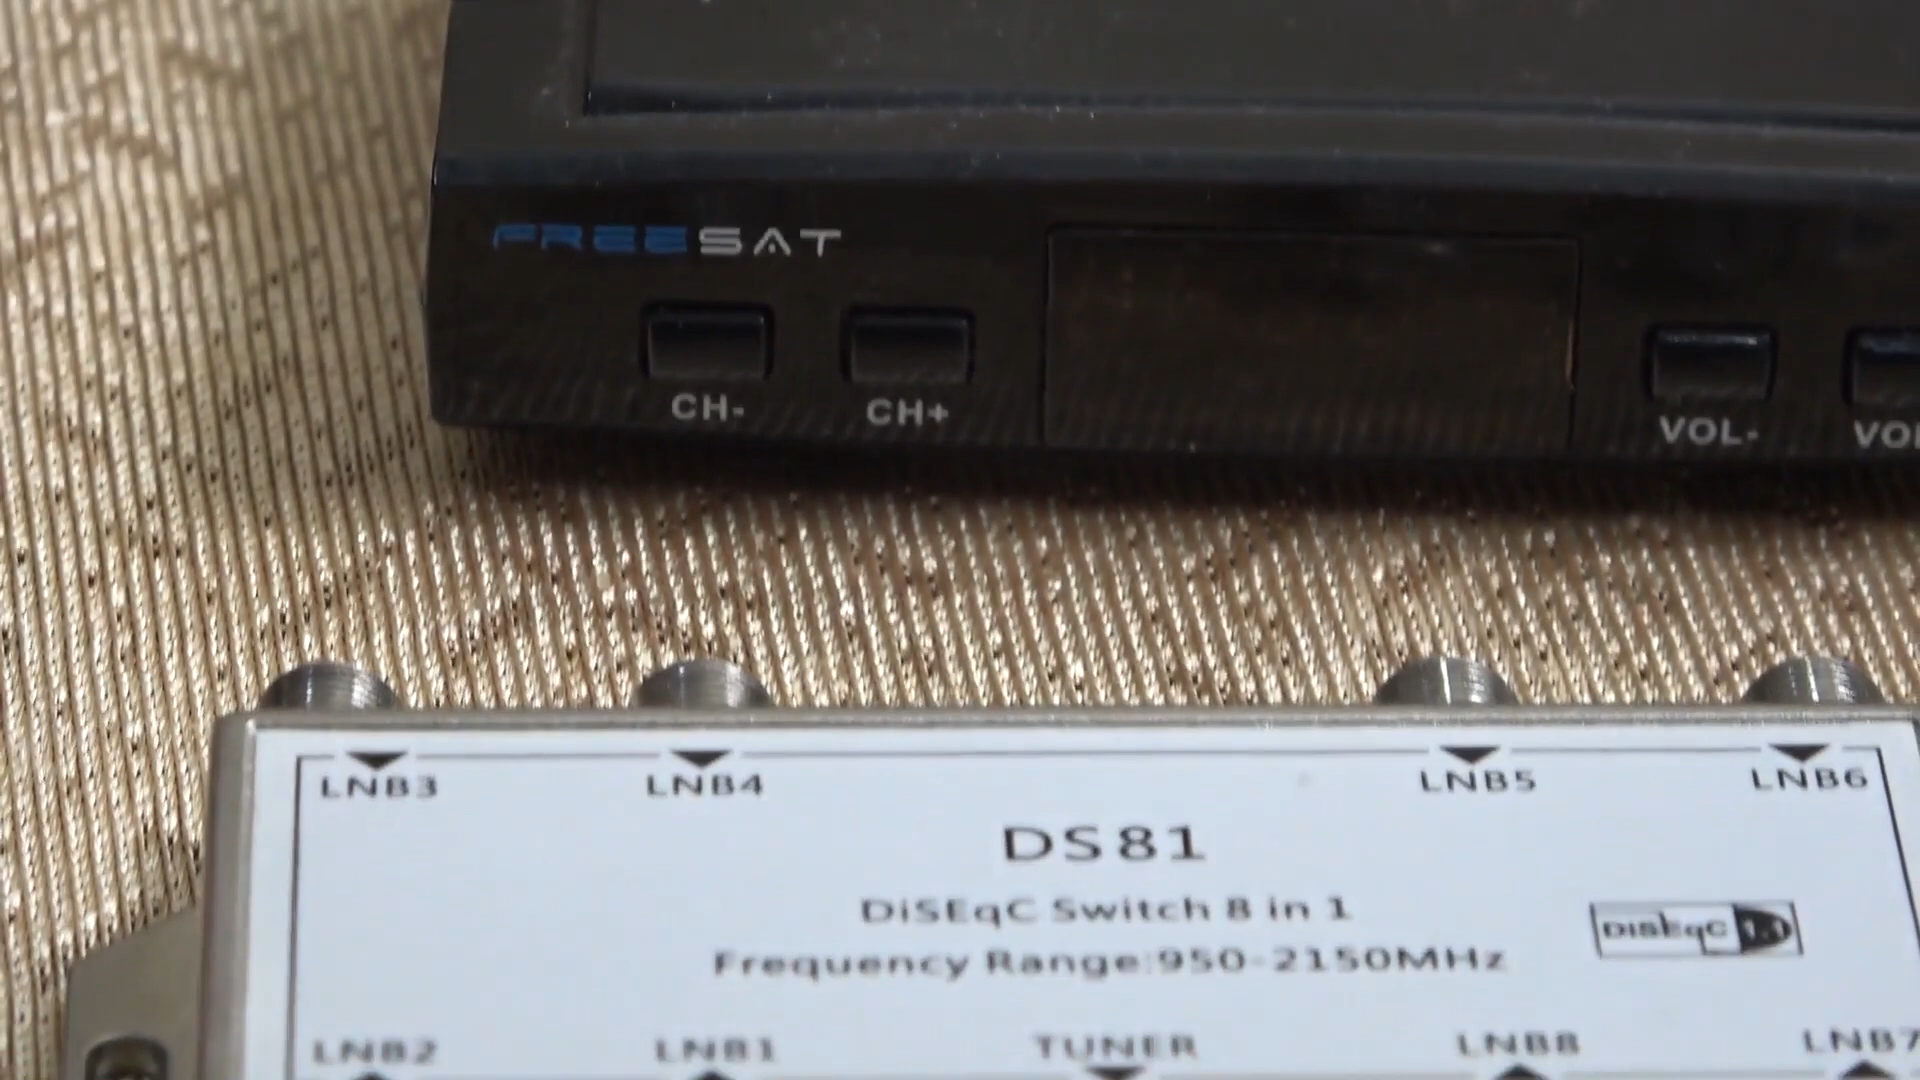 FREESAT
CH- CH+ VOL-
LNB3 LNB4 LNB5 LNB6
DS81
DiSEqC Switch 8 in 1
DiSEqC 1.1
Frequency Range:950-2150MHz
LNB2 LNB1 TUNER LNB8 LNB7